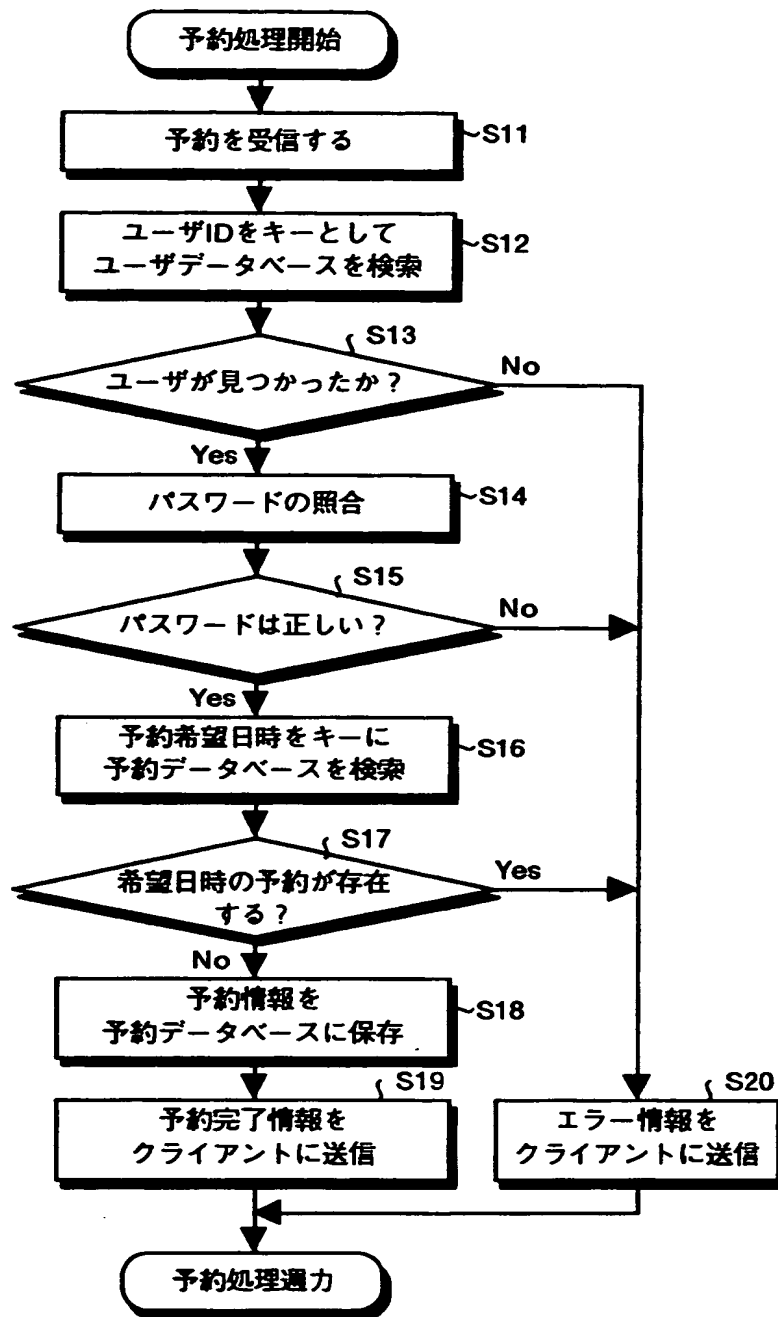 予約処理開始
予約を受信する
S11
ユーザIDをキーとして
ユーザデータベースを検索
S12
S13
ユーザが見つかったか？
No
Yes
パスワードの照合
S14
S15
パスワードは正しい？
No
Yes
予約希望日時をキーに
予約データベースを検索
S16
S17
希望日時の予約が存在
する？
Yes
No
予約情報を
予約データベースに保存
S18
S19
予約完了情報を
クライアントに送信
S20
エラー情報を
クライアントに送信
予約処理週力